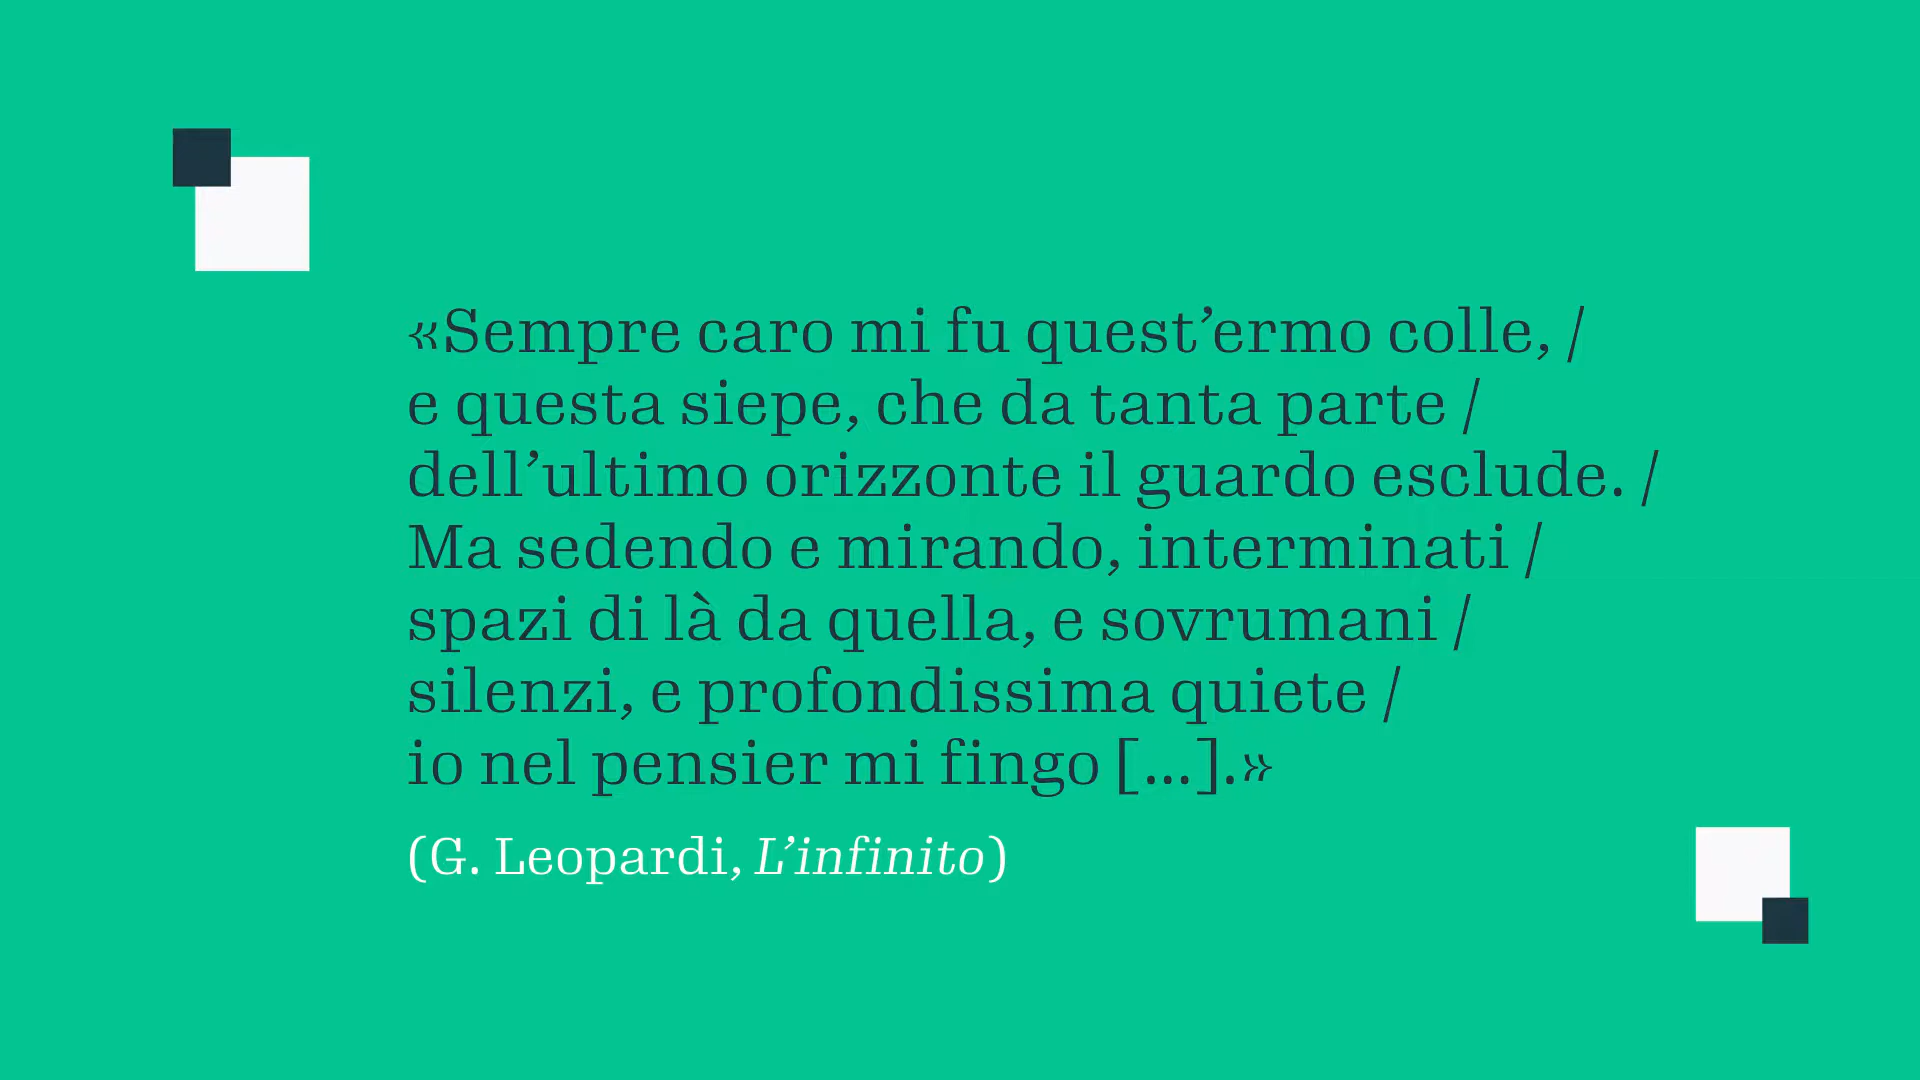 «Sempre caro mi fu quest’ermo colle, /
e questa siepe, che da tanta parte /
dell’ultimo orizzonte il guardo esclude. /
Ma sedendo e mirando, interminati /
spazi di là da quella, e sovrumani /
silenzi, e profondissima quiete /
io nel pensier mi fingo [...].»
(G. Leopardi, L’infinito)